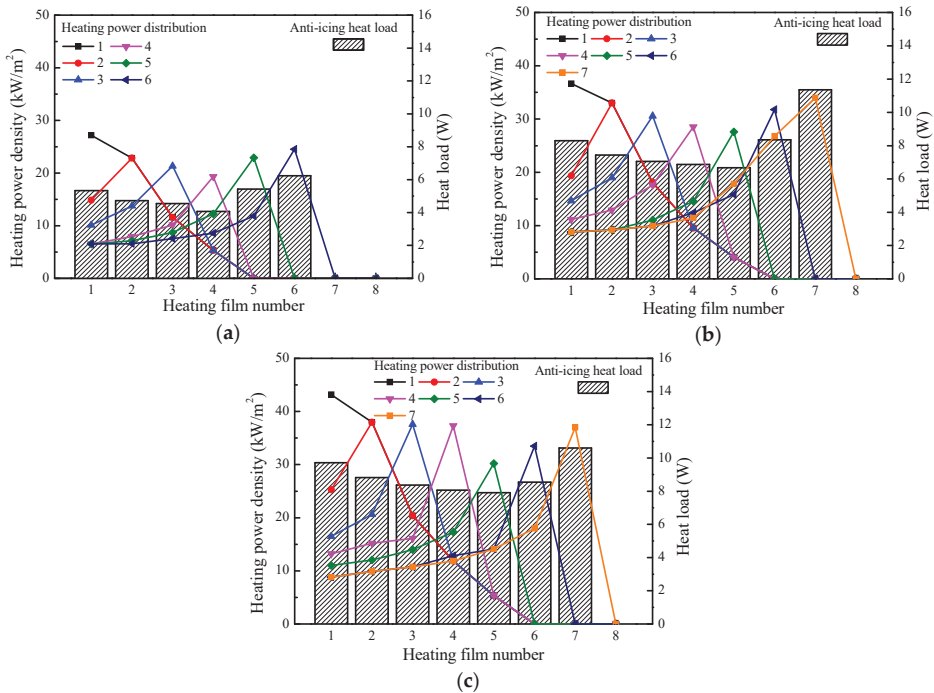 Heating power distribution
Anti-icing heat load
1 4
2 5
3 6
50
40
30
20
10
0
16
14
12
10
8
6
4
2
0
Heating power density (kW/m²)
Heat load (W)
1 2 3 4 5 6 7 8
Heating film number
(a)
Heating power distribution
Anti-icing heat load
1 2 3
4 5 6
7
50
40
30
20
10
0
16
14
12
10
8
6
4
2
0
Heating power density (kW/m²)
Heat load (W)
1 2 3 4 5 6 7 8
Heating film number
(b)
Heating power distribution
Anti-icing heat load
1 2 3
4 5 6
7
50
40
30
20
10
0
16
14
12
10
8
6
4
2
0
Heating power density (kW/m²)
Heat load (W)
1 2 3 4 5 6 7 8
Heating film number
(c)